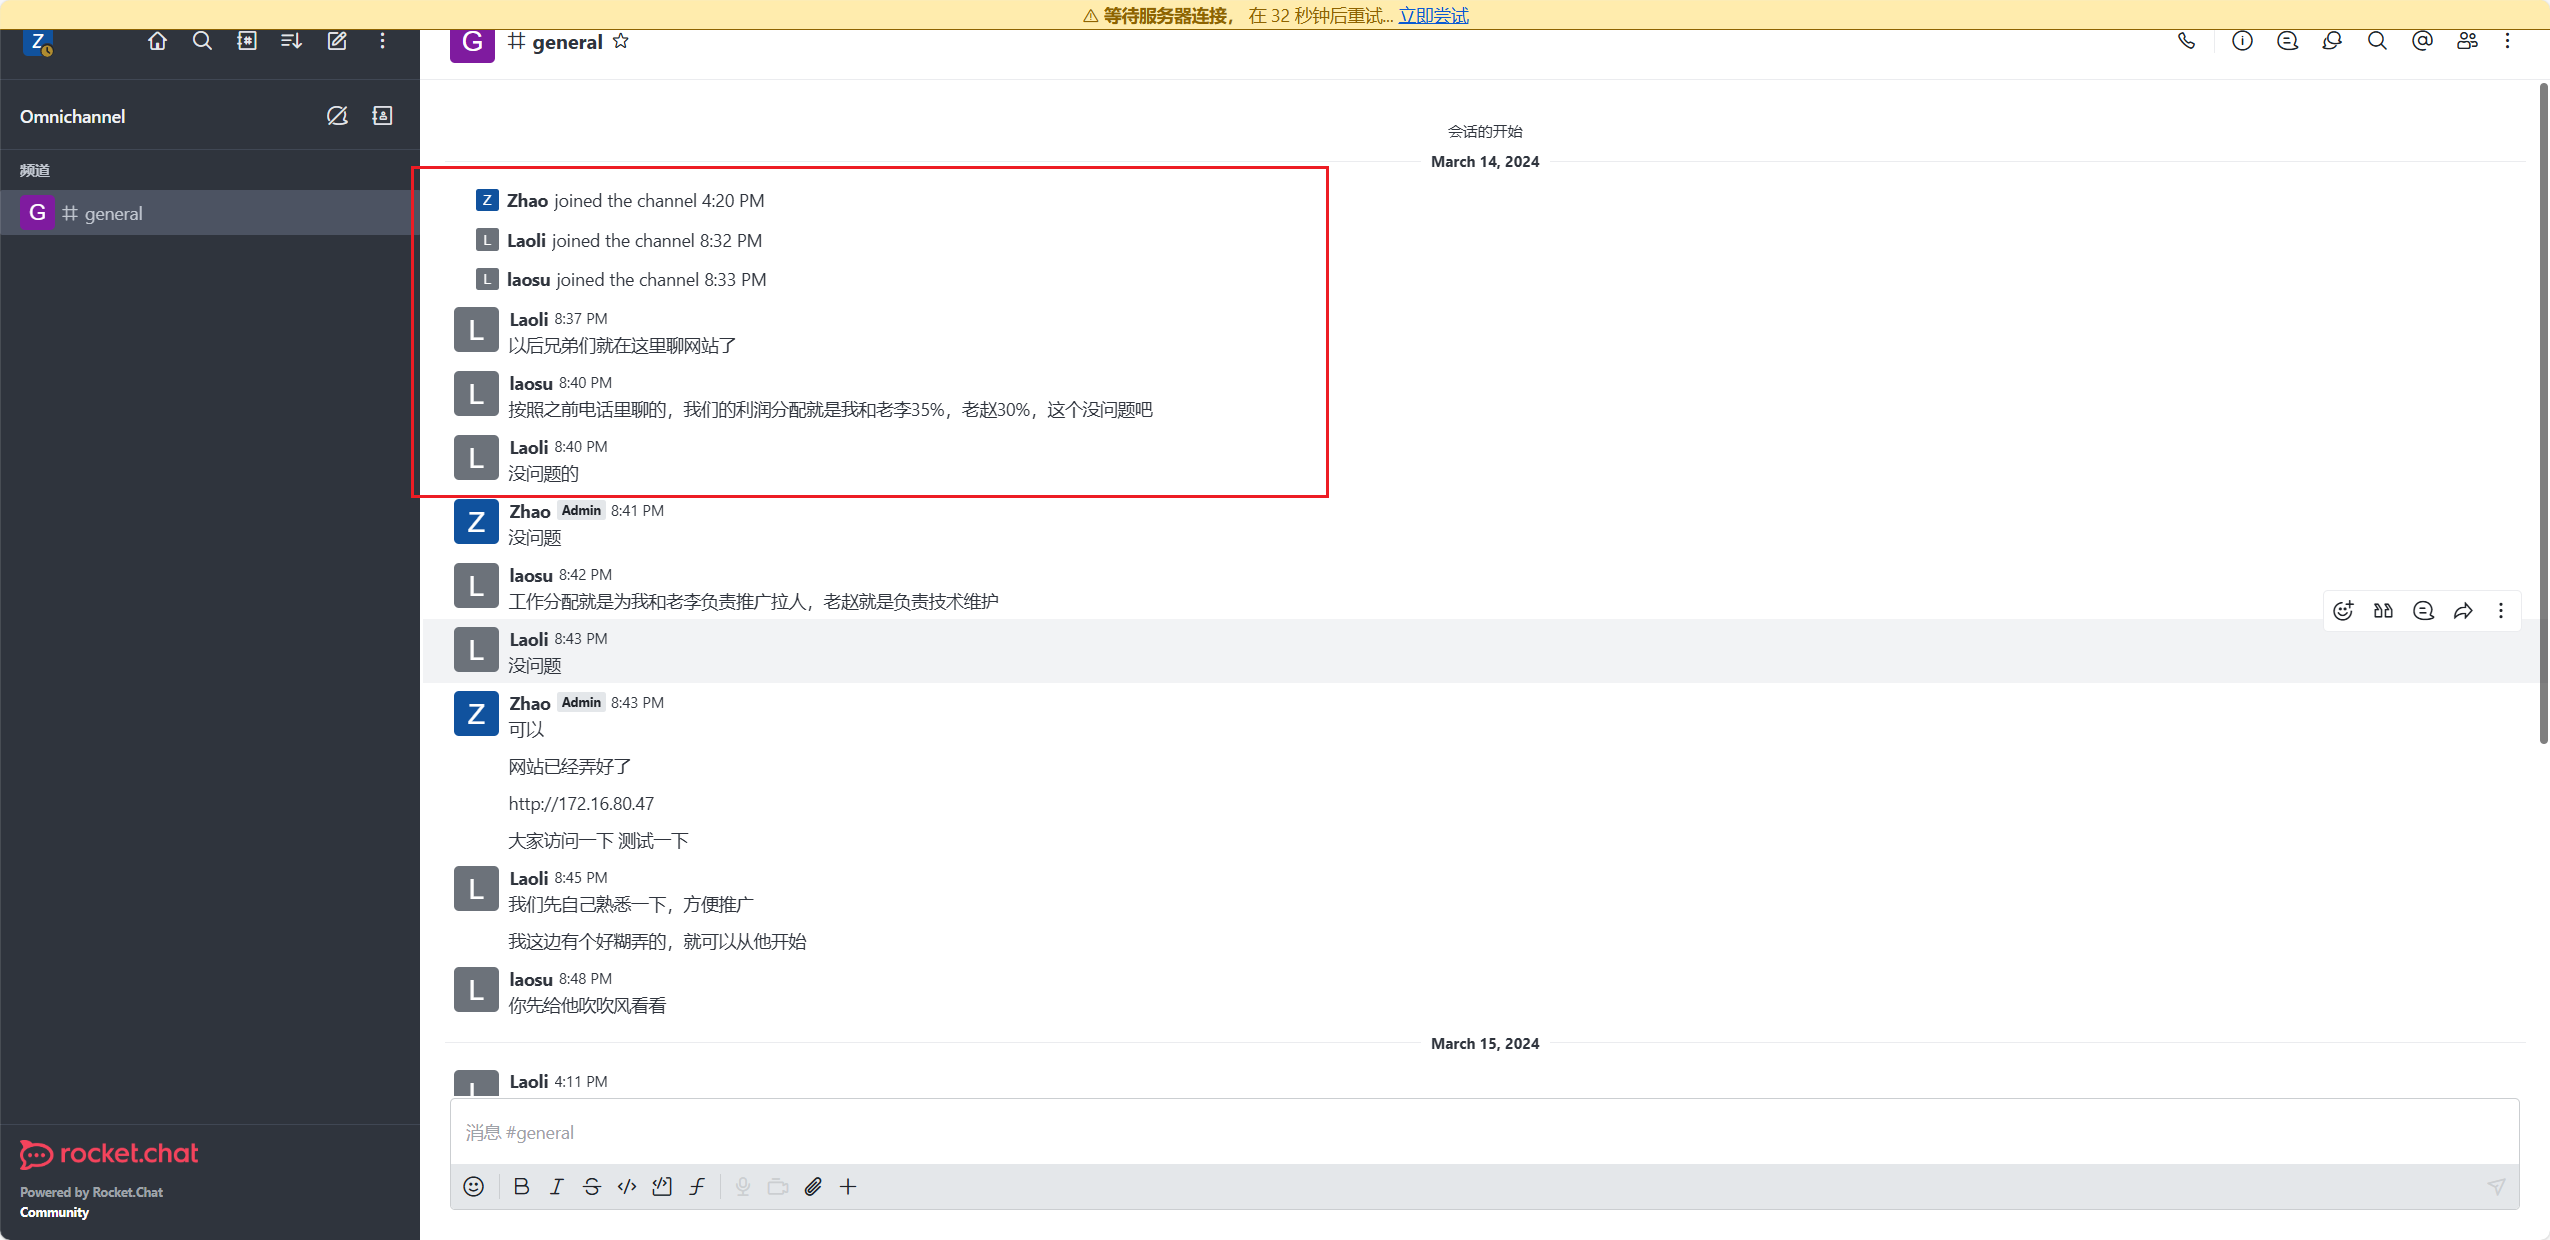 等待服务器连接， 在 32 秒钟后重试... 立即尝试
Z
G
general
Omnichannel
频道
G
general
会话的开始
March 14, 2024
Z Zhao joined the channel 4:20 PM
L Laoli joined the channel 8:32 PM
L laosu joined the channel 8:33 PM
L
Laoli 8:37 PM
以后兄弟们就在这里聊网站了
L
laosu 8:40 PM
按照之前电话里聊的，我们的利润分配就是我和老李35%，老赵30%，这个没问题吧
L
Laoli 8:40 PM
没问题的
Z
Zhao Admin 8:41 PM
没问题
L
laosu 8:42 PM
工作分配就是为我和老李负责推广拉人，老赵就是负责技术维护
L
Laoli 8:43 PM
没问题
Z
Zhao Admin 8:43 PM
可以
网站已经弄好了
http://172.16.80.47
大家访问一下 测试一下
L
Laoli 8:45 PM
我们先自己熟悉一下，方便推广
我这边有个好糊弄的，就可以从他开始
L
laosu 8:48 PM
你先给他吹吹风看看
March 15, 2024
L
Laoli 4:11 PM
消息 #general
rocket.chat
Powered by Rocket.Chat
Community